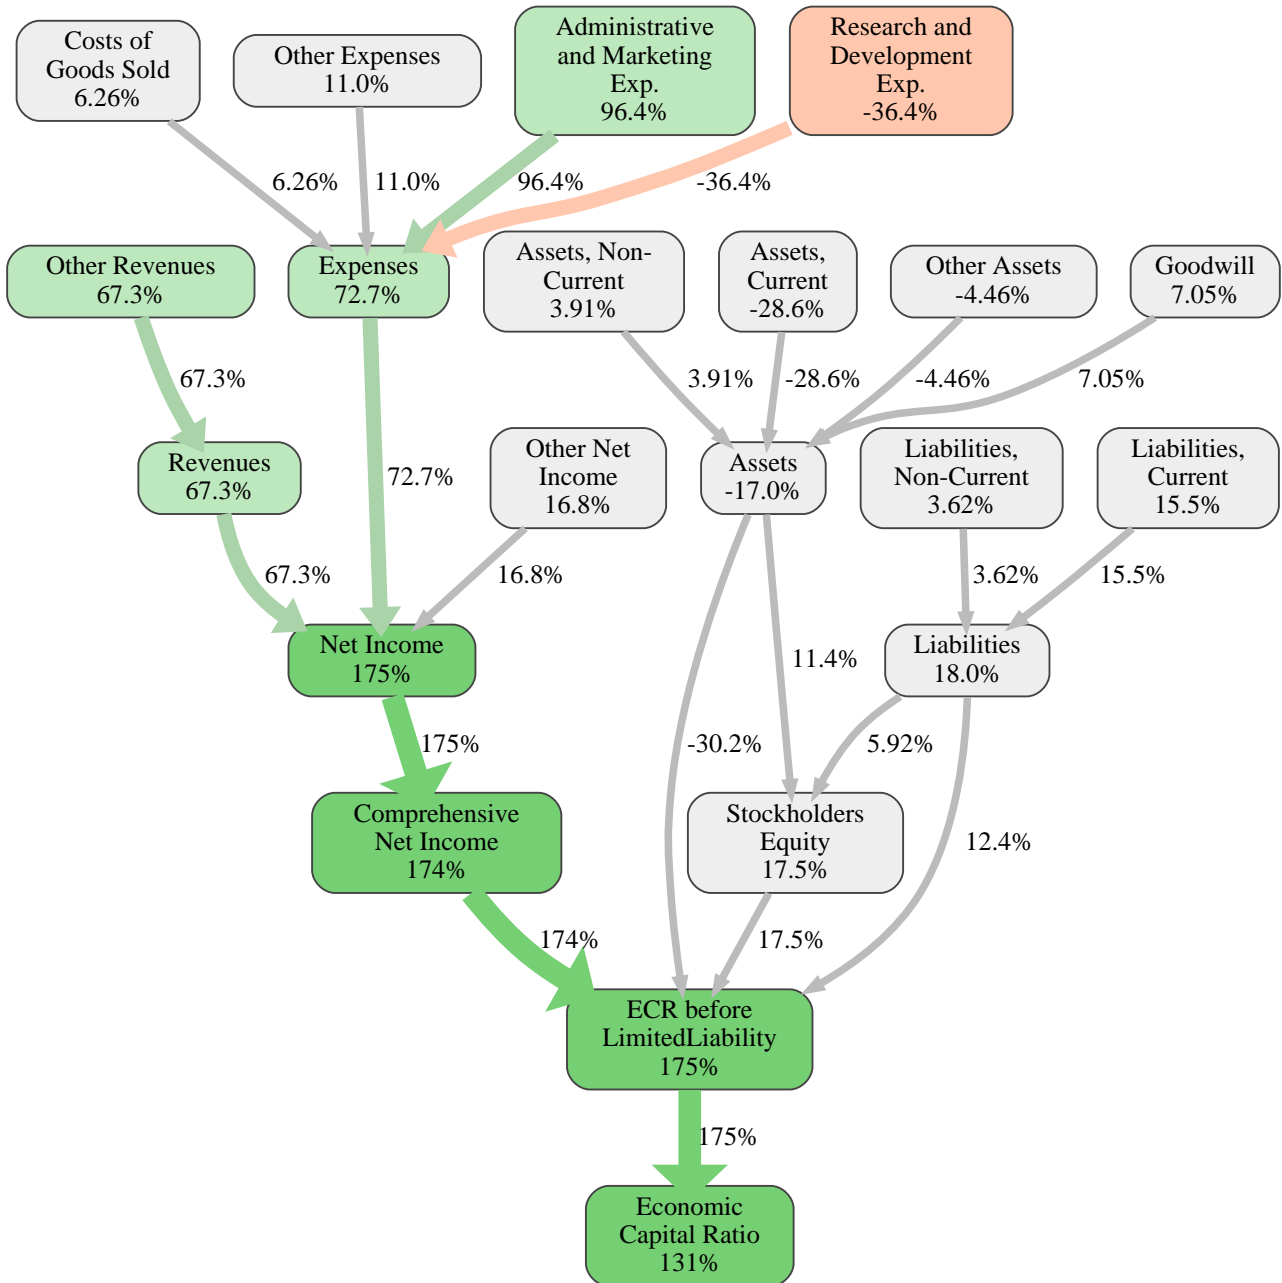 Costs of
Goods Sold
6.26%
Other Expenses
11.0%
Administrative
and Marketing
Exp.
96.4%
Research and
Development
Exp.
-36.4%
6.26%
11.0%
96.4%
-36.4%
Other Revenues
67.3%
Expenses
72.7%
Assets, Non-
Current
3.91%
Assets,
Current
-28.6%
Other Assets
-4.46%
Goodwill
7.05%
67.3%
3.91%
-28.6%
-4.46%
7.05%
Revenues
67.3%
72.7%
Other Net
Income
16.8%
Assets
-17.0%
Liabilities,
Non-Current
3.62%
Liabilities,
Current
15.5%
67.3%
16.8%
3.62%
15.5%
Net Income
175%
11.4%
Liabilities
18.0%
175%
-30.2%
5.92%
Comprehensive
Net Income
174%
Stockholders
Equity
17.5%
12.4%
174%
17.5%
ECR before
LimitedLiability
175%
175%
Economic
Capital Ratio
131%